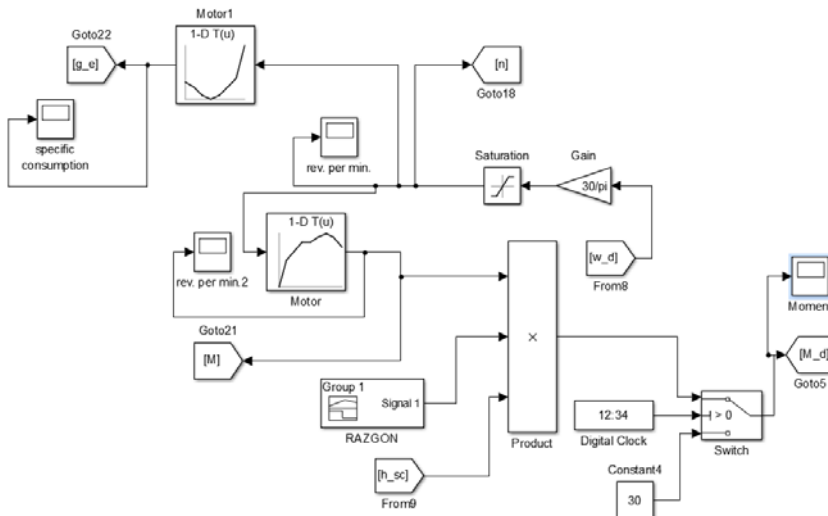 Motor1
Goto22
1-D T(u)
[g_e]
[n]
Goto18
specific
consumption
rev. per min.
Saturation
Gain
30/pi
1-D T(u)
[w_d]
From8
rev. per min.2
Motor
Momen
Goto21
[M]
×
[M_d]
Goto5
Group 1
Signal 1
RAZGON
12:34
> 0
Product
Digital Clock
Switch
[h_sc]
From9
Constant4
30